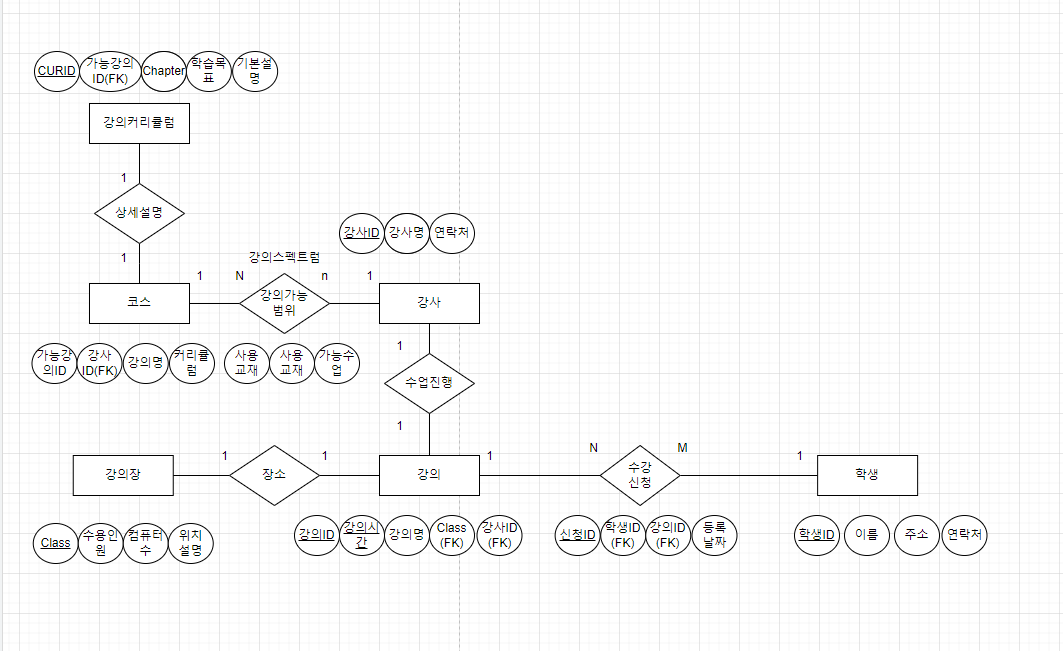 CURID
가능강의
ID(FK)
Chapter
학습목
표
기본설
명
강의커리큘럼
1
상세설명
1
강사ID
강사명
연락처
강의스펙트럼
1
N
n
1
코스
강의가능
범위
강사
가능강
의ID
강사
ID(FK)
강의명
커리큘
럼
사용
교재
사용
교재
가능수
업
1
수업진행
1
강의장
1
장소
1
강의
1
N
수강
신청
M
1
학생
Class
수용인
원
컴퓨터
수
위치
설명
강의ID
강의시
간
강의명
Class
(FK)
강사ID
(FK)
신청ID
학생ID
(FK)
강의ID
(FK)
등록
날짜
학생ID
이름
주소
연락처